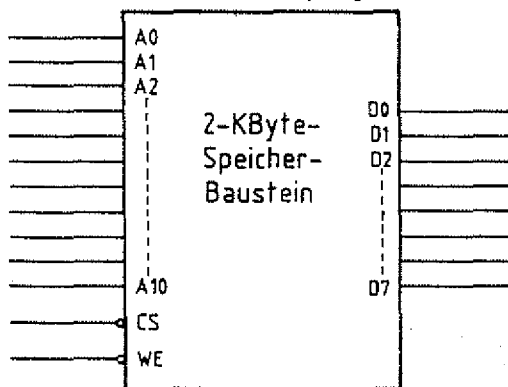 A0
A1
A2
A10
CS
WE
2-KByte-
Speicher-
Baustein
D0
D1
D2
D7